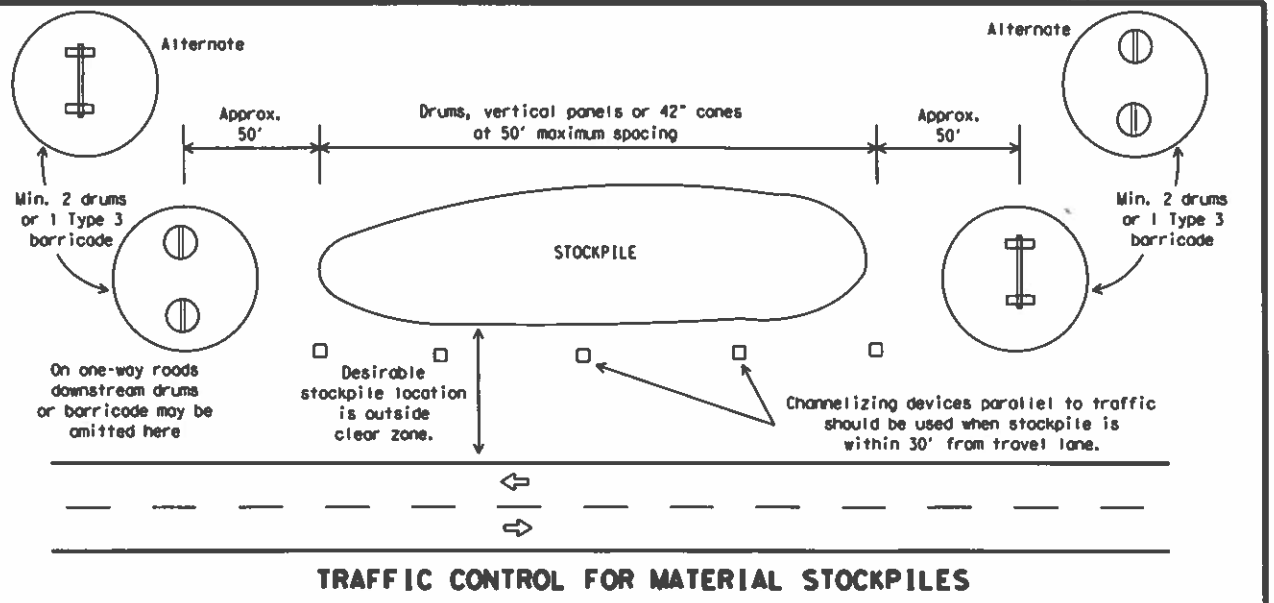 Alternate
Alternate
Approx.
50'
Drums, vertical panels or 42" cones
at 50' maximum spacing
Approx.
50'
Min. 2 drums
or 1 Type 3
barricade
Min. 2 drums
or 1 Type 3
barricade
STOCKPILE
On one-way roads
downstream drums
or barricade may be
omitted here
Desirable
stockpile location
is outside
clear zone.
Channelizing devices parallel to traffic
should be used when stockpile is
within 30' from travel lane.
TRAFFIC CONTROL FOR MATERIAL STOCKPILES